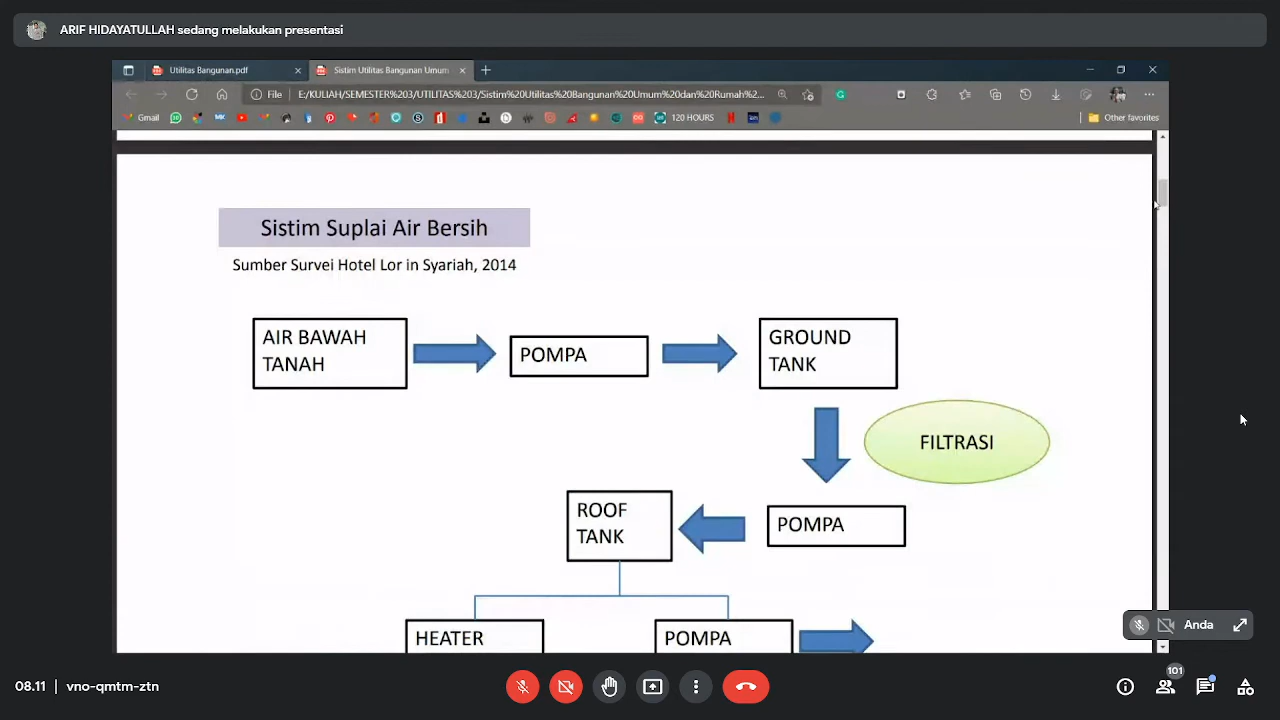 ARIF HIDAYATULLAH sedang melakukan presentasi
Utilitas Bangunan.pdf
Sistim Utilitas Bangunan Umum
File
E:/KULIAH/SEMESTER%203/UTILITAS%203/Sistim%20Utilitas%20Bangunan%20Umum%20dan%20Rumah%2...
Gmail
120 HOURS
Other favorites
Sistim Suplai Air Bersih
Sumber Survei Hotel Lor in Syariah, 2014
AIR BAWAH
TANAH
POMPA
GROUND
TANK
FILTRASI
ROOF
TANK
POMPA
HEATER
POMPA
Anda
08.11
vno-qmtm-ztn
101